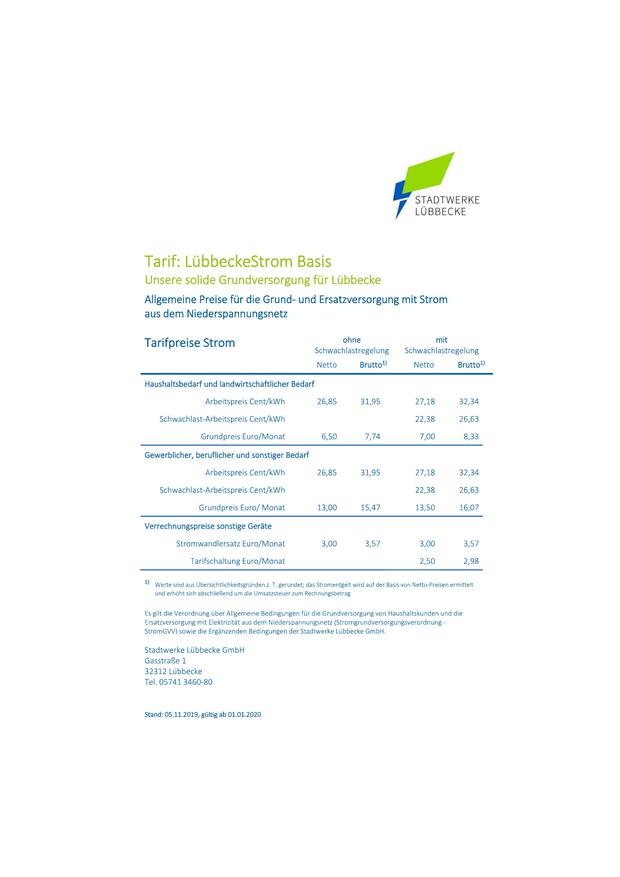 STADTWERKE
LÜBBECKE
Tarif: LübbeckeStrom Basis
Unsere solide Grundversorgung für Lübbecke
Allgemeine Preise für die Grund- und Ersatzversorgung mit Strom
aus dem Niederspannungsnetz
Tarifpreise Strom ohne mit
Schwachlastregelung Schwachlastregelung
Netto Brutto1) Netto Brutto1)
Haushaltsbedarf und landwirtschaftlicher Bedarf
Arbeitspreis Cent/kWh 26,85 31,95 27,18 32,34
Schwachlast-Arbeitspreis Cent/kWh 22,38 26,63
Grundpreis Euro/Monat 6,50 7,74 7,00 8,33
Gewerblicher, beruflicher und sonstiger Bedarf
Arbeitspreis Cent/kWh 26,85 31,95 27,18 32,34
Schwachlast-Arbeitspreis Cent/kWh 22,38 26,63
Grundpreis Euro/ Monat 13,00 15,47 13,50 16,07
Verrechnungspreise sonstige Geräte
Stromwandlersatz Euro/Monat 3,00 3,57 3,00 3,57
Tarifschaltung Euro/Monat 2,50 2,98
1) Werte sind aus Übersichtlichkeitsgründen z. T. gerundet; das Stromentgelt wird auf der Basis von Netto-Preisen ermittelt
und erhöht sich abschließend um die Umsatzsteuer zum Rechnungsbetrag
Es gilt die Verordnung über Allgemeine Bedingungen für die Grundversorgung von Haushaltskunden und die
Ersatzversorgung mit Elektrizität aus dem Niederspannungsnetz (Stromgrundversorgungsverordnung -
StromGVV) sowie die Ergänzenden Bedingungen der Stadtwerke Lübbecke GmbH.
Stadtwerke Lübbecke GmbH
Gasstraße 1
32312 Lübbecke
Tel. 05741 3460-80
Stand: 05.11.2019, gültig ab 01.01.2020